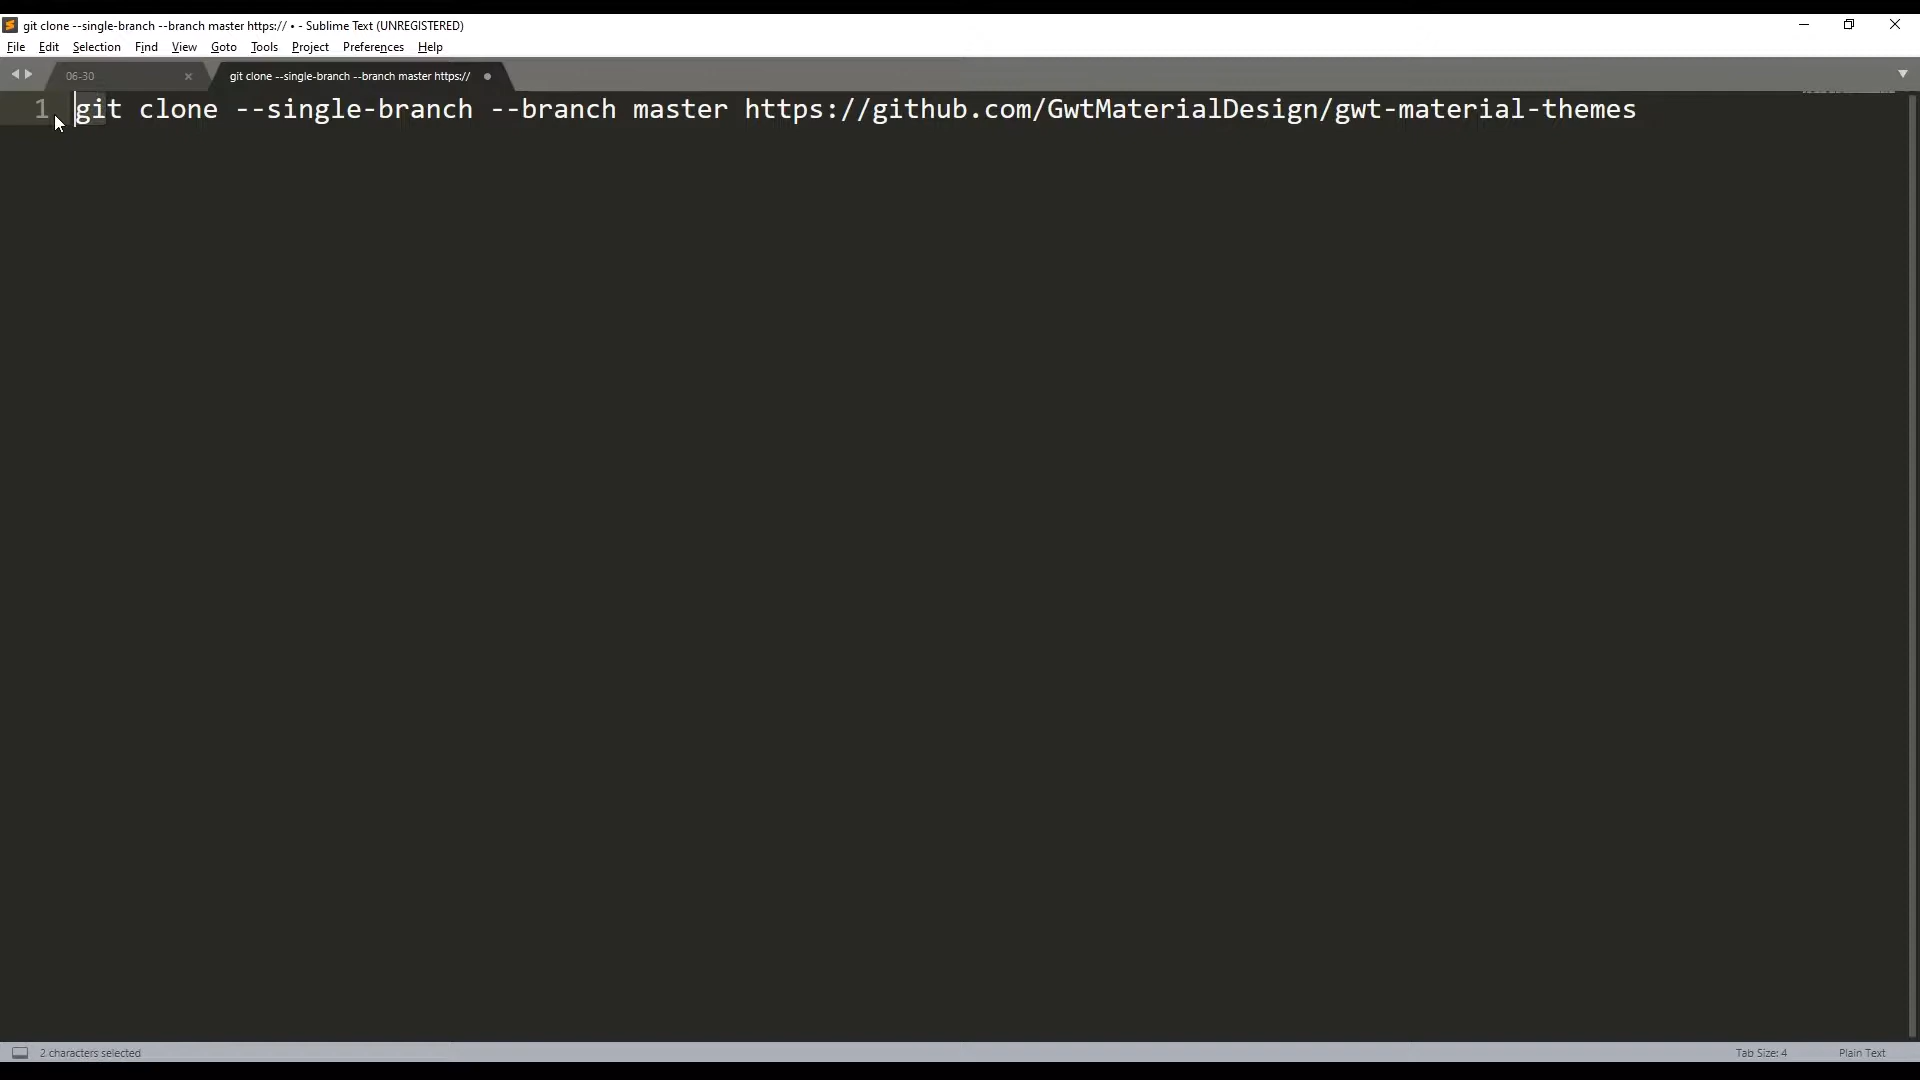 git clone --single-branch --branch master https:// • - Sublime Text (UNREGISTERED)
File Edit Selection Find View Goto Tools Project Preferences Help
06-30 git clone --single-branch --branch master https://
1 git clone --single-branch --branch master https://github.com/GwtMaterialDesign/gwt-material-themes
2 characters selected Tab Size: 4 Plain Text